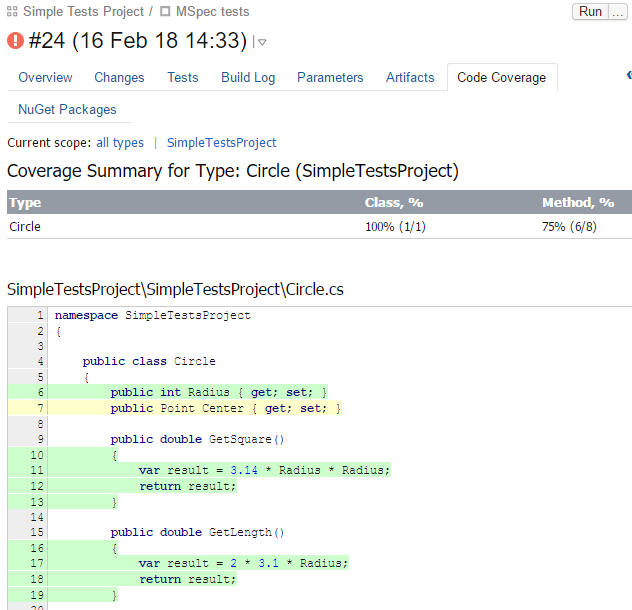 Simple Tests Project / MSpec tests
Run ...
#24 (16 Feb 18 14:33)
Overview Changes Tests Build Log Parameters Artifacts Code Coverage
NuGet Packages
Current scope: all types | SimpleTestsProject
Coverage Summary for Type: Circle (SimpleTestsProject)
Type Class, % Method, %
Circle 100% (1/1) 75% (6/8)
SimpleTestsProject\SimpleTestsProject\Circle.cs
1 namespace SimpleTestsProject
2 {
3
4 public class Circle
5 {
6 public int Radius { get; set; }
7 public Point Center { get; set; }
8
9 public double GetSquare()
10 {
11 var result = 3.14 * Radius * Radius;
12 return result;
13 }
14
15 public double GetLength()
16 {
17 var result = 2 * 3.1 * Radius;
18 return result;
19 }